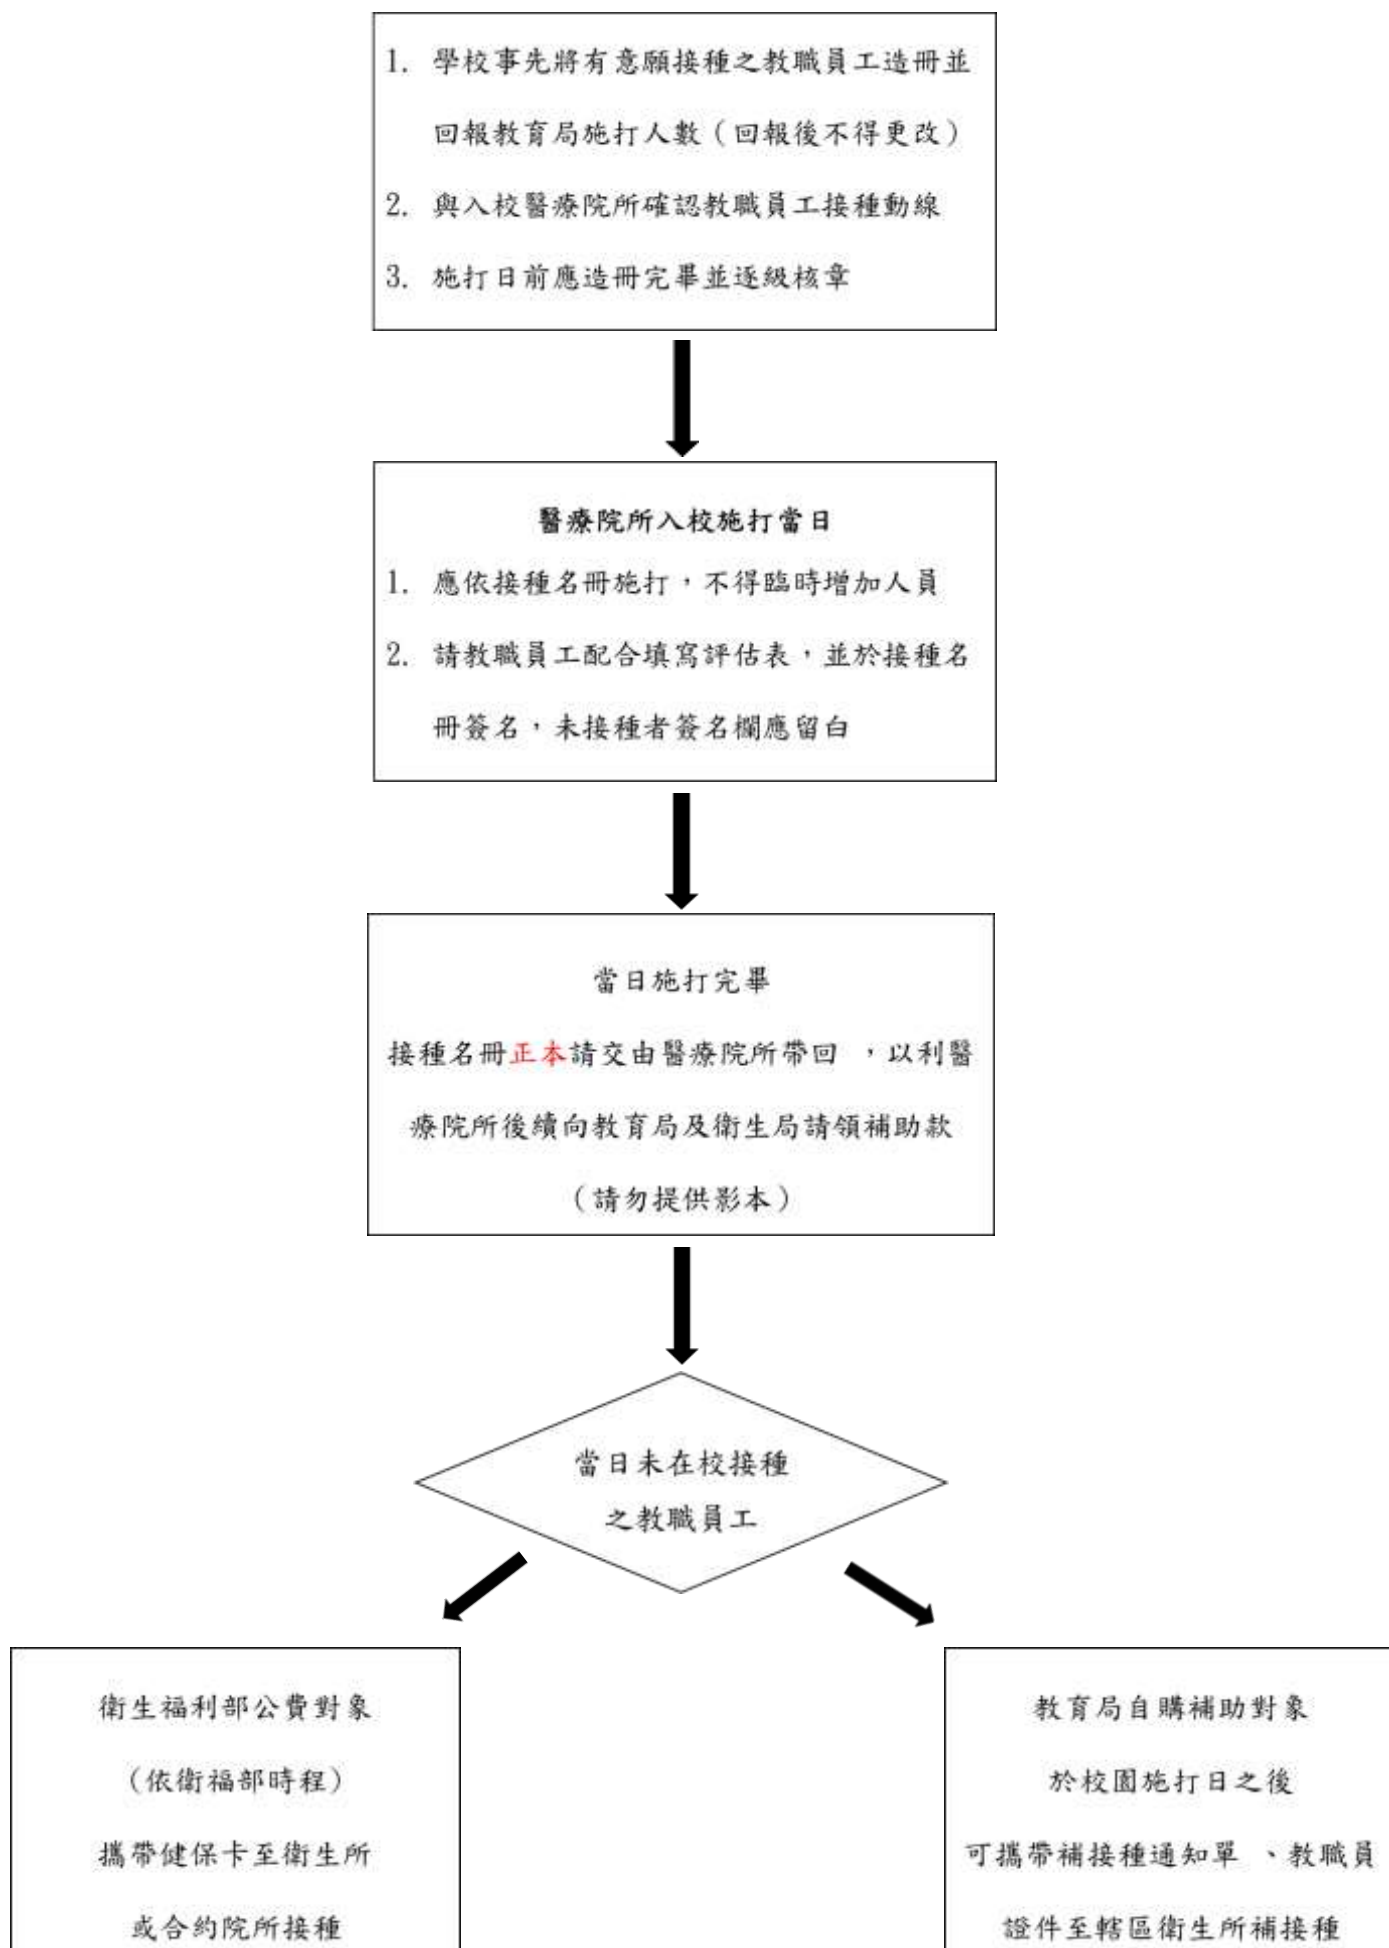 1. 學校事先將有意願接種之教職員工造冊並
回報教育局施打人數（回報後不得更改）
2. 與入校醫療院所確認教職員工接種動線
3. 施打日前應造冊完畢並逐級核章
醫療院所入校施打當日
1. 應依接種名冊施打，不得臨時增加人員
2. 請教職員工配合填寫評估表，並於接種名
冊簽名，未接種者簽名欄應留白
當日施打完畢
接種名冊正本請交由醫療院所帶回 ，以利醫
療院所後續向教育局及衛生局請領補助款
（請勿提供影本）
當日未在校接種
之教職員工
衛生福利部公費對象
（依衛福部時程）
攜帶健保卡至衛生所
或合約院所接種
教育局自購補助對象
於校園施打日之後
可攜帶補接種通知單 、教職員
證件至轄區衛生所補接種